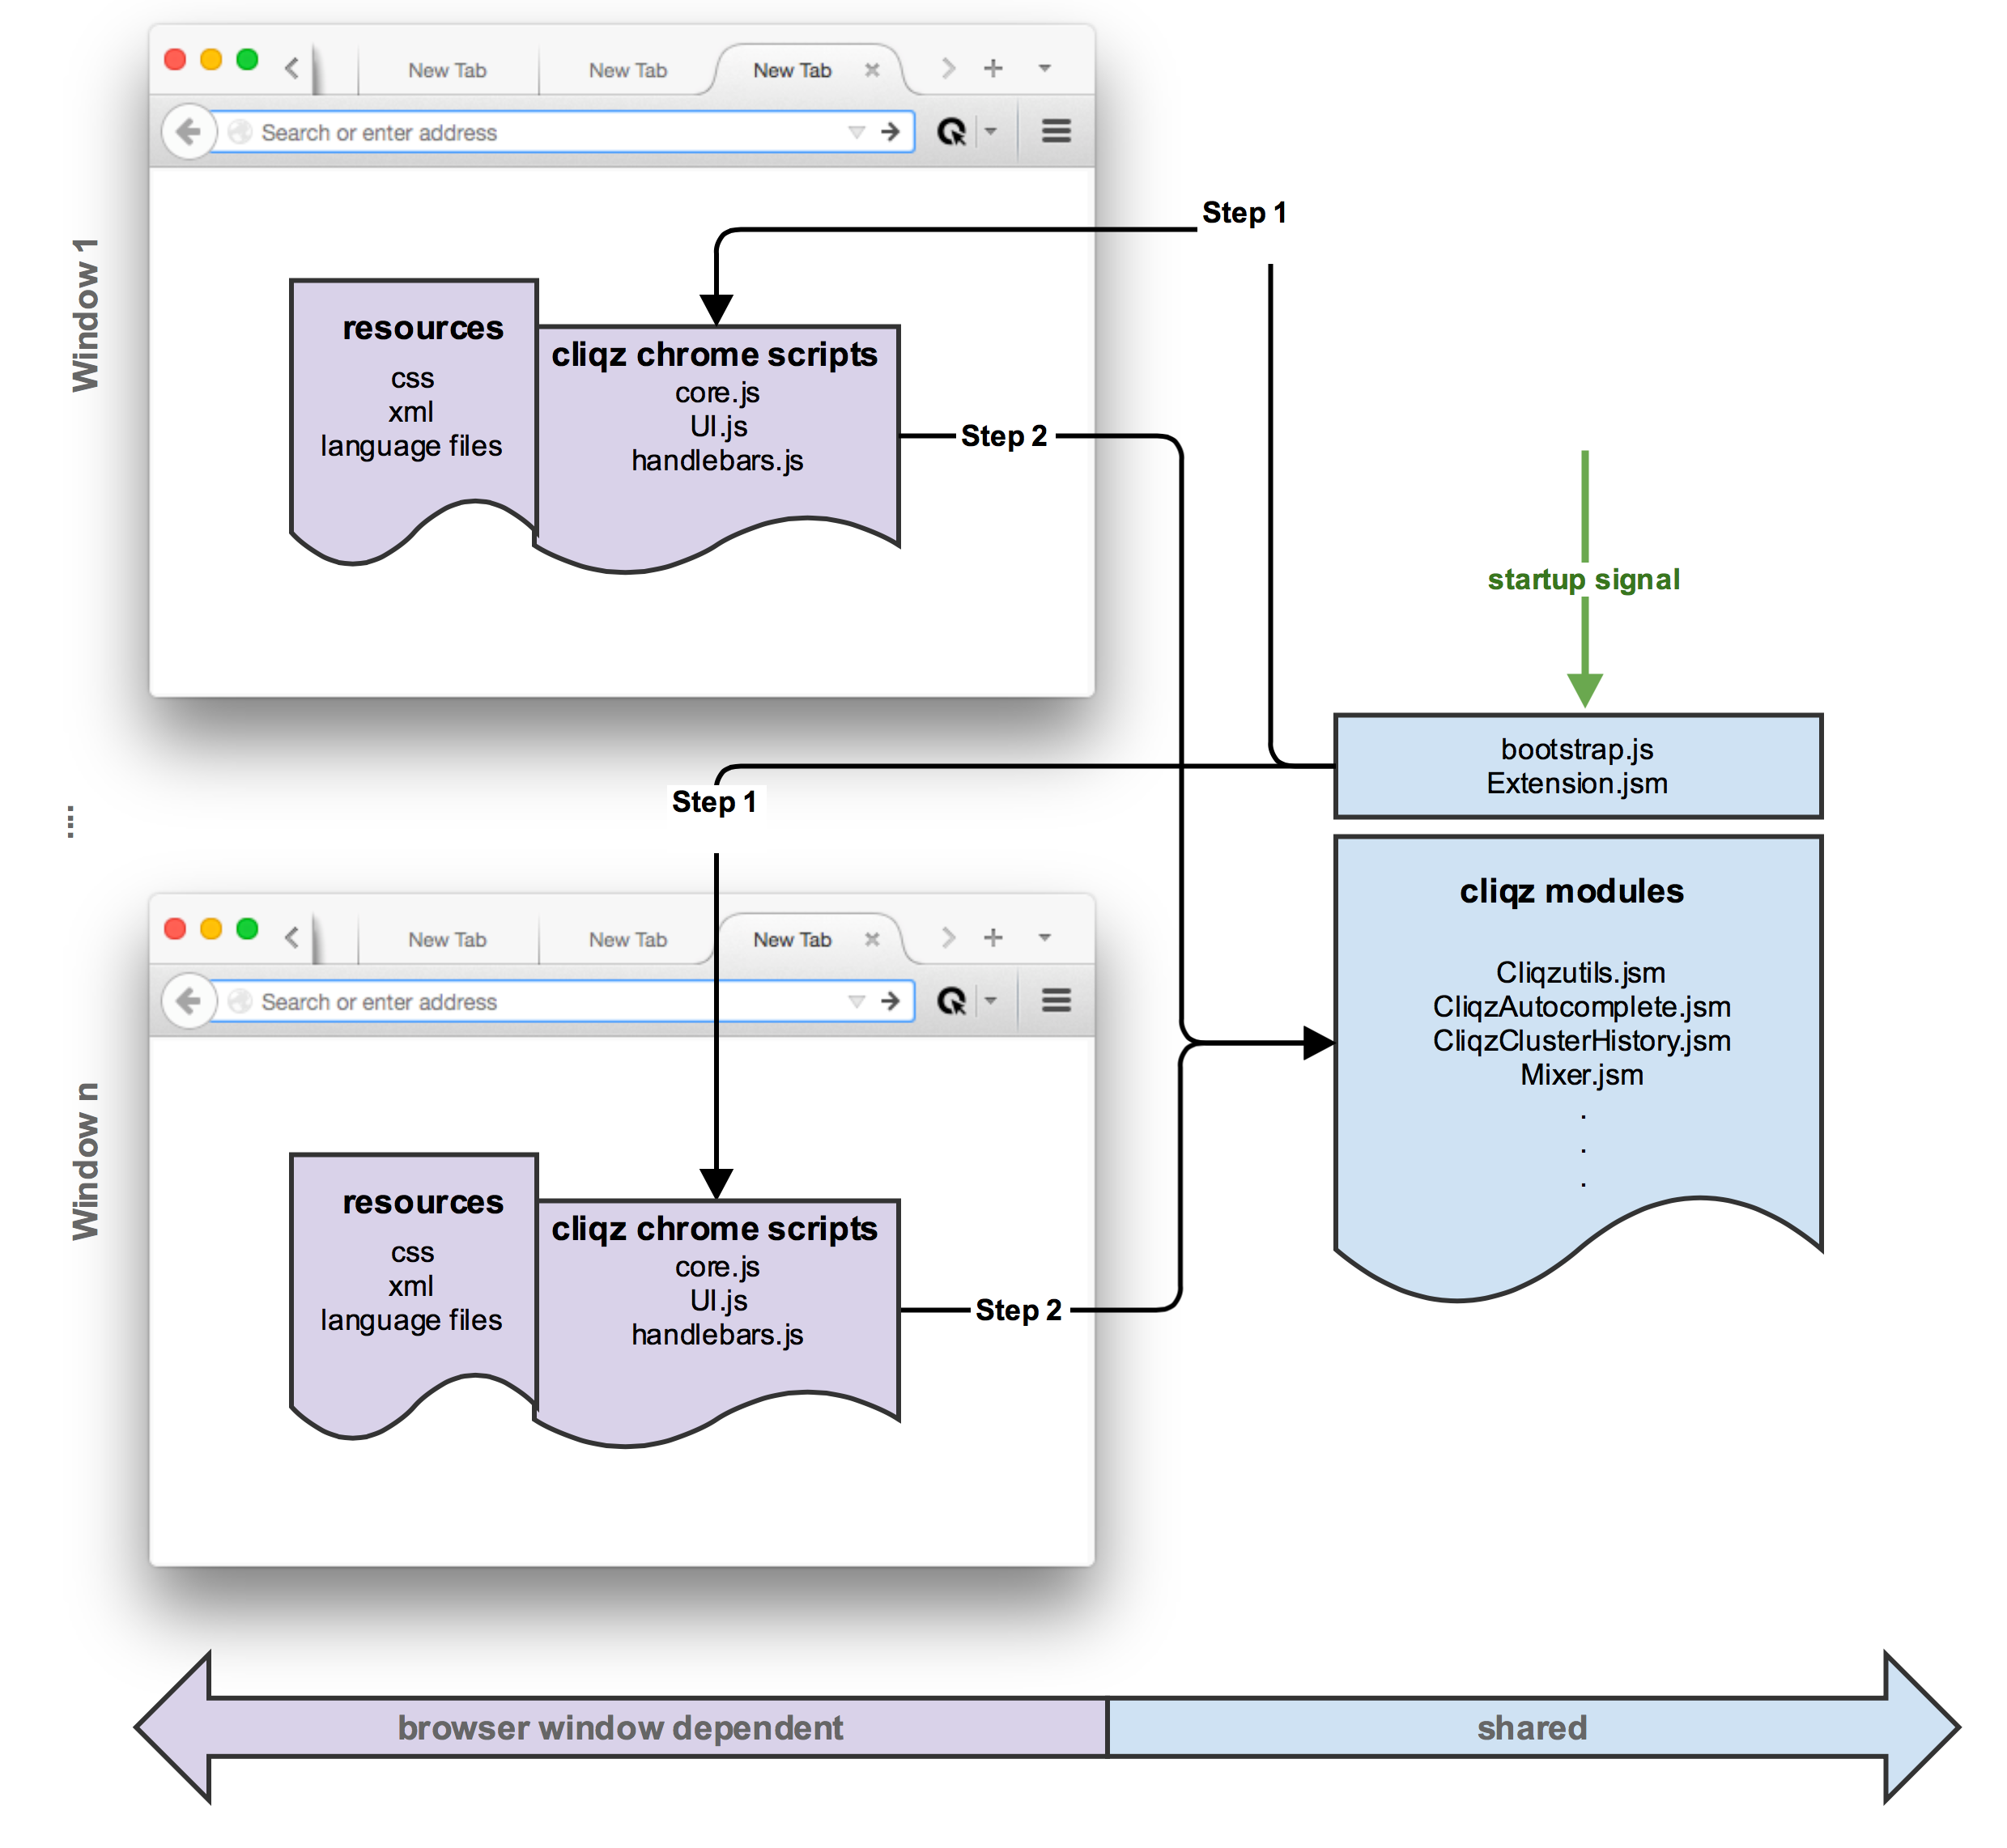 New Tab
New Tab
New Tab
Search or enter address
Window 1
Step 1
resources
css
xml
language files
cliqz chrome scripts
core.js
UI.js
handlebars.js
Step 2
startup signal
bootstrap.js
Extension.jsm
Step 1
....
cliqz modules
Cliqzutils.jsm
CliqzAutocomplete.jsm
CliqzClusterHistory.jsm
Mixer.jsm
.
.
.
New Tab
New Tab
New Tab
Search or enter address
Window n
resources
css
xml
language files
cliqz chrome scripts
core.js
UI.js
handlebars.js
Step 2
browser window dependent
shared